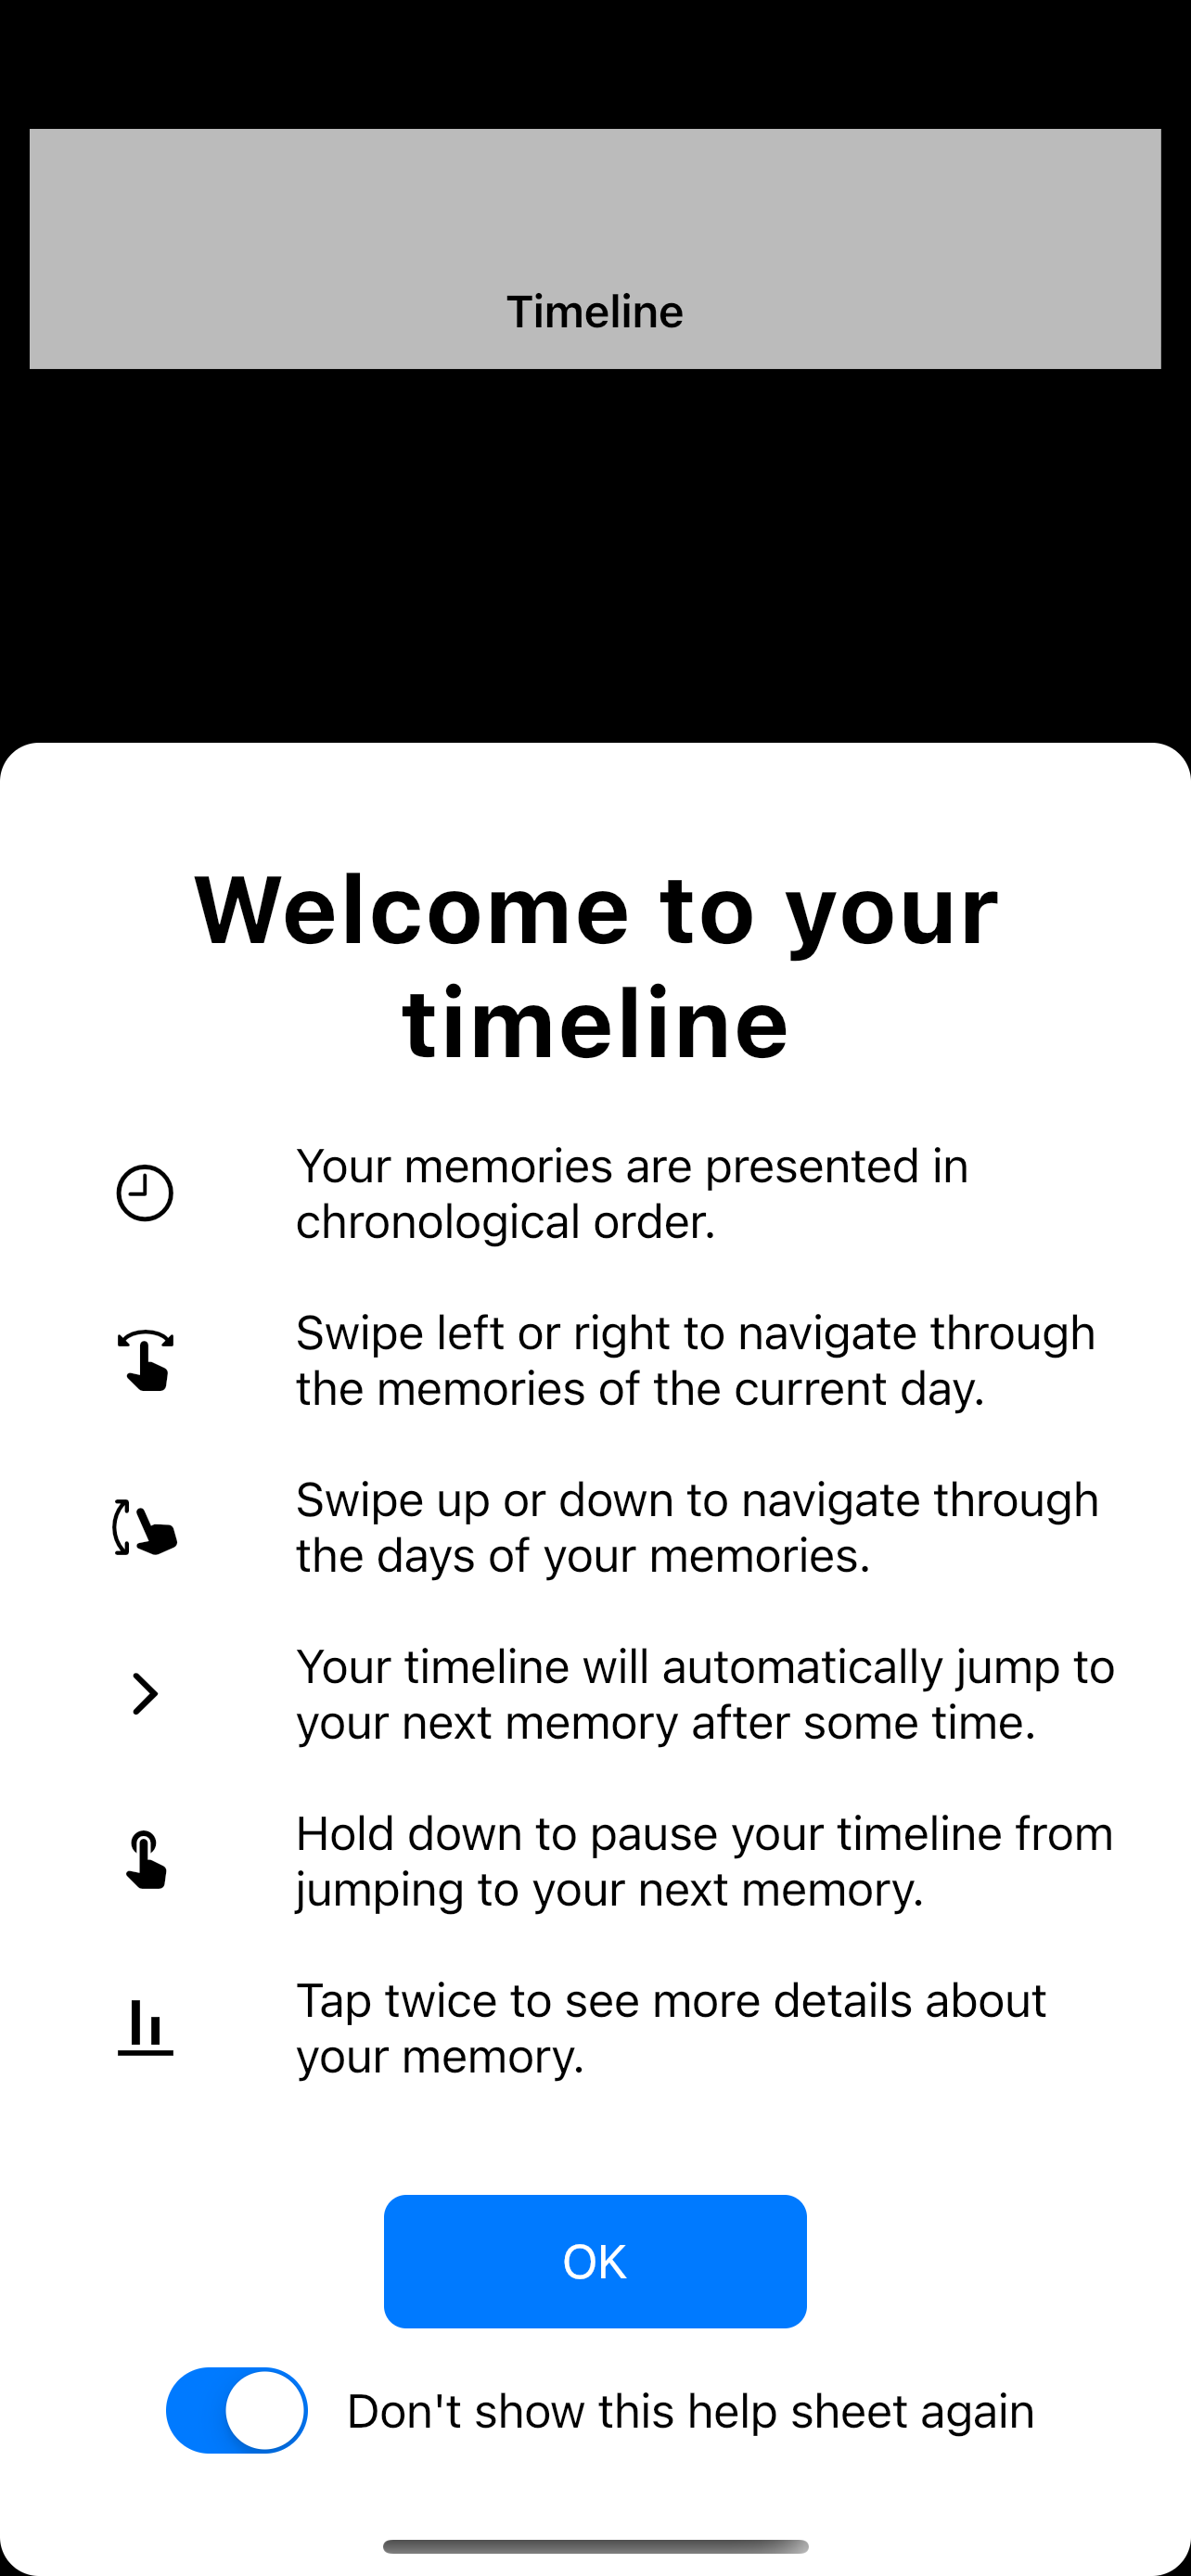 Timeline
Welcome to your
timeline
Your memories are presented in
chronological order.
Swipe left or right to navigate through
the memories of the current day.
Swipe up or down to navigate through
the days of your memories.
Your timeline will automatically jump to
your next memory after some time.
Hold down to pause your timeline from
jumping to your next memory.
Tap twice to see more details about
your memory.
OK
Don't show this help sheet again